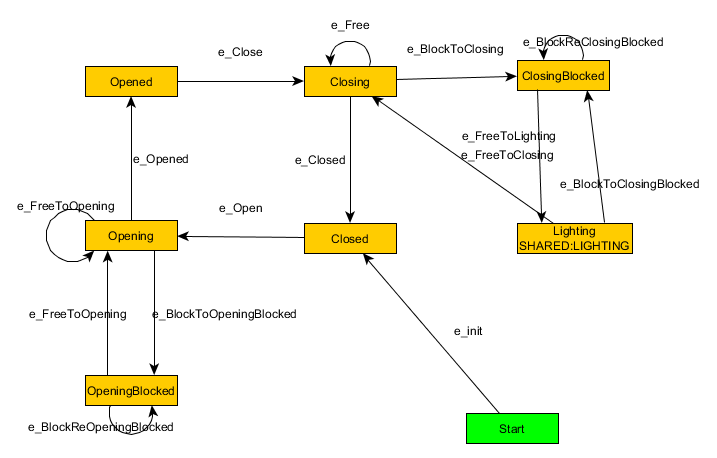 e_Free
e_Close
e_BlockToClosing
e_BlockReClosingBlocked
Opened
Closing
ClosingBlocked
e_FreeToLighting
e_Opened
e_Closed
e_FreeToClosing
e_BlockToClosingBlocked
e_FreeToOpening
e_Open
Opening
Closed
Lighting
SHARED:LIGHTING
e_FreeToOpening
e_BlockToOpeningBlocked
e_init
OpeningBlocked
e_BlockReOpeningBlocked
Start